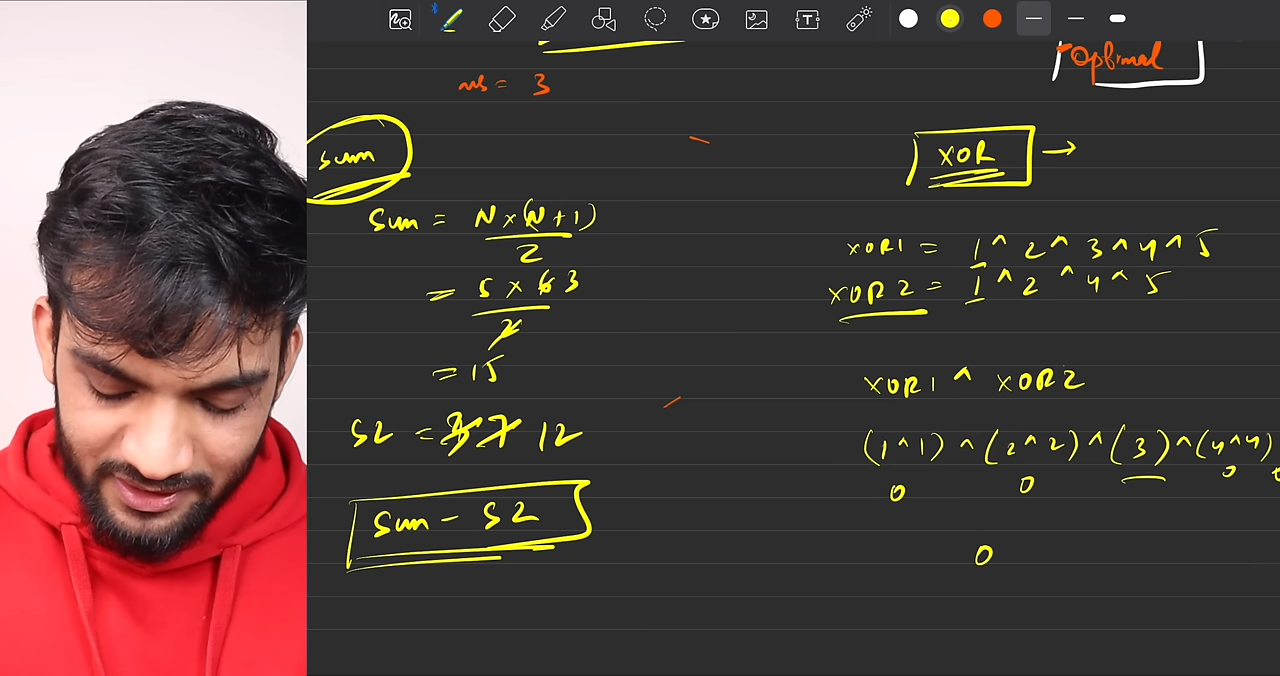 Optimal
= 3
sum
XOR →
Sum = N × (N + 1)
2
= 5 × 6 3
2
= 15
S2 = 12
Sum - S2
XOR1 = 1 ^ 2 ^ 3 ^ 4 ^ 5
XOR2 = 1 ^ 2 ^ 4 ^ 5
XOR1 ^ XOR2
(1^1) ^ (2^2) ^ (3) ^ (4^4)
0 0 0
0